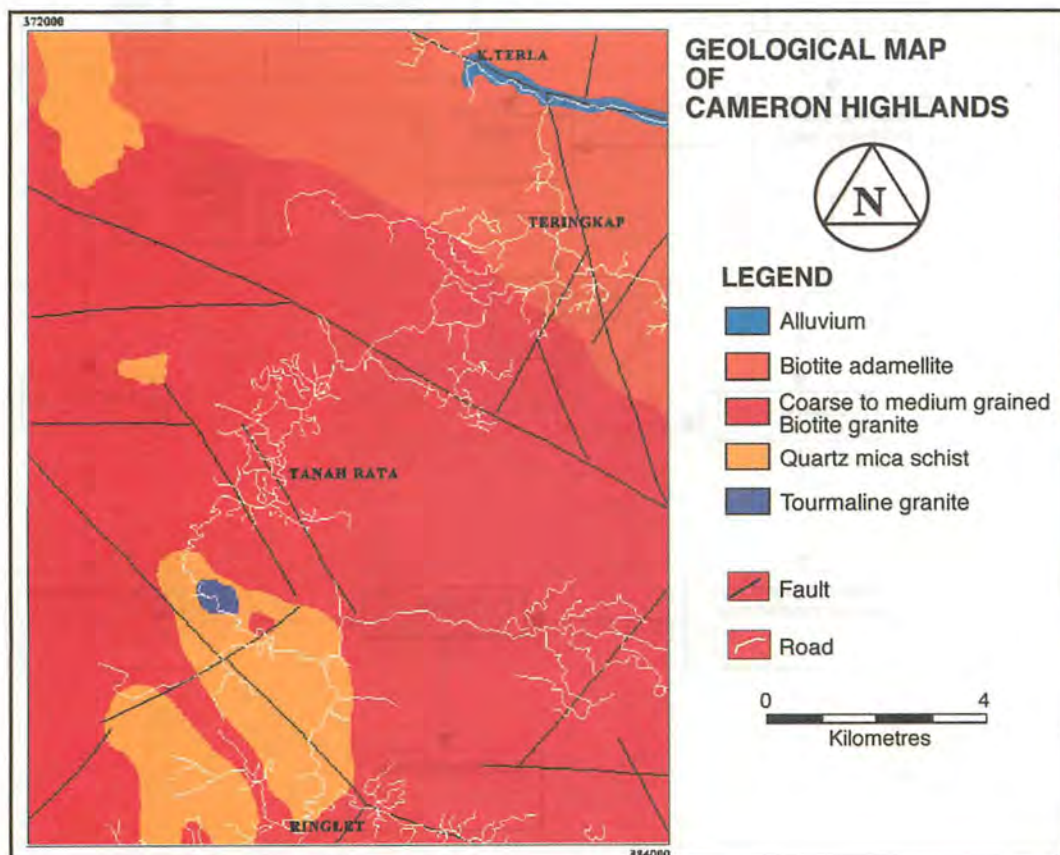 372000
GEOLOGICAL MAP
OF
CAMERON HIGHLANDS
K.TERLA
N
TERINGKAP
LEGEND
Alluvium
Biotite adamellite
Coarse to medium grained
Biotite granite
Quartz mica schist
Tourmaline granite
TANAH RATA
Fault
Road
0 4
Kilometres
RINGLET
384000